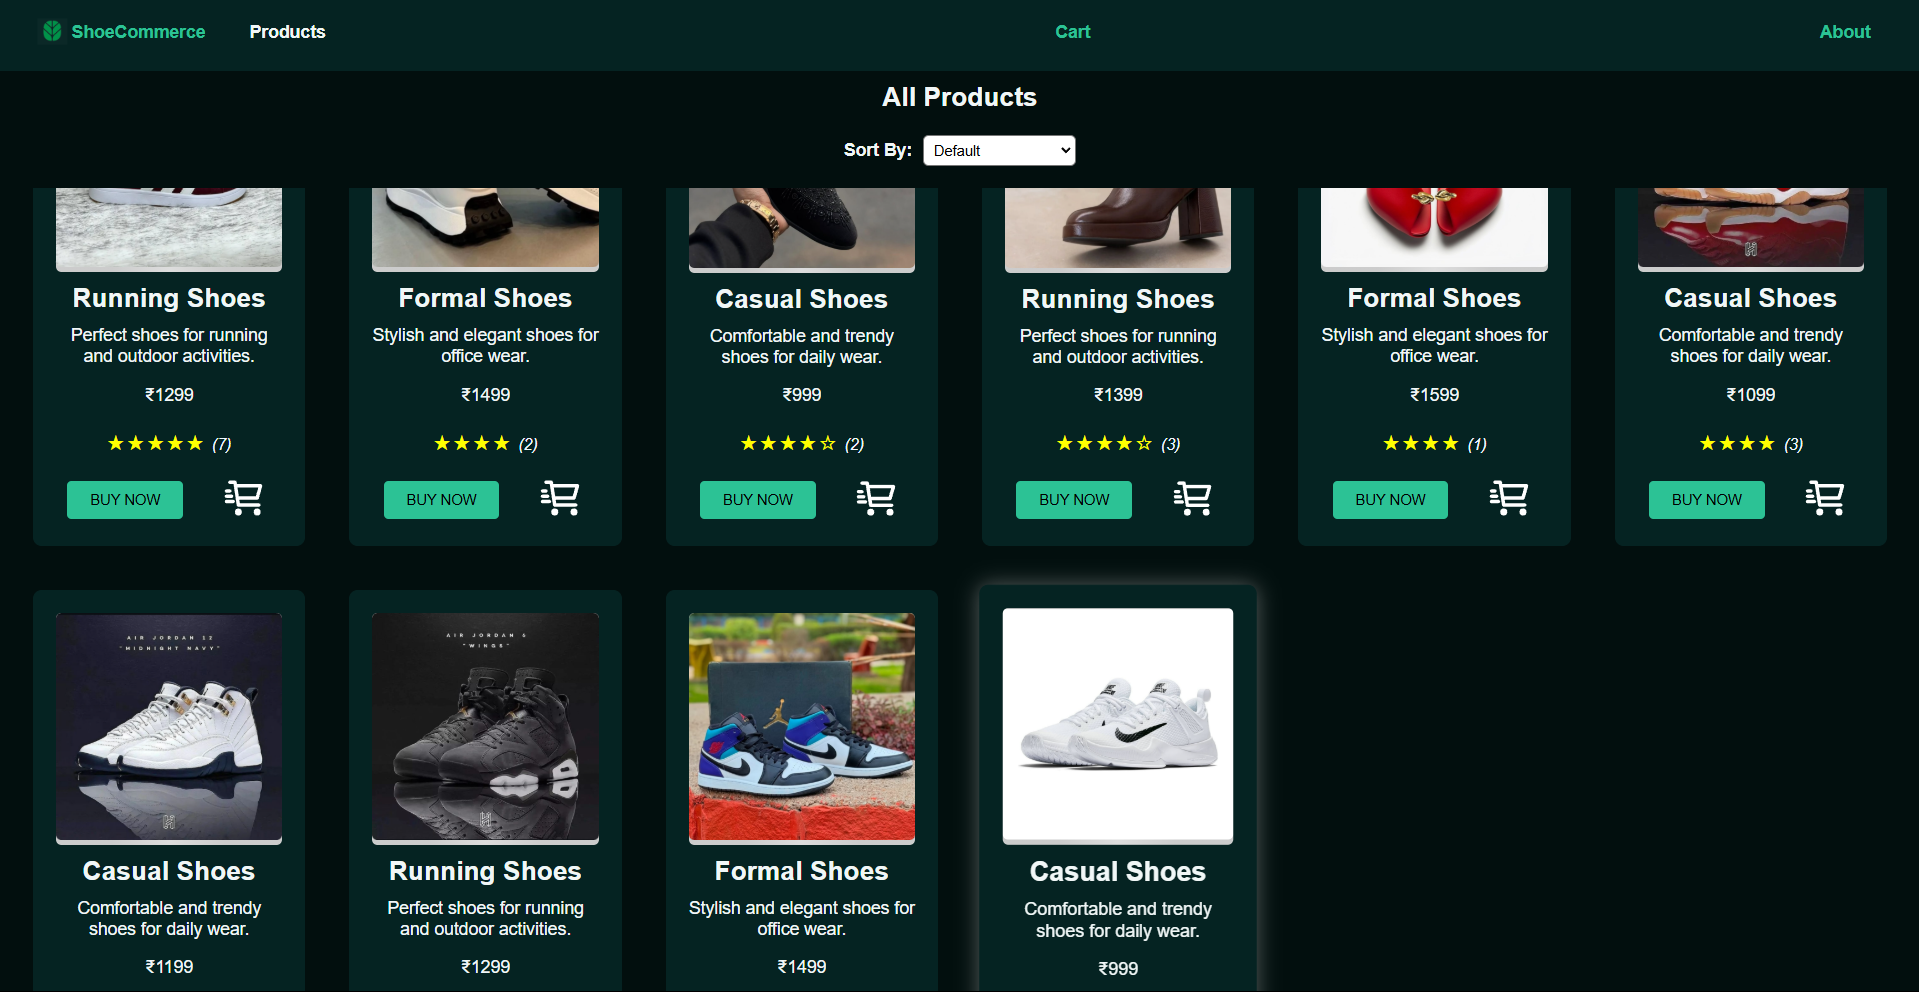 ShoeCommerce Products Cart About
All Products
Sort By: Default
Running Shoes
Perfect shoes for running
and outdoor activities.
₹1299
★★★★★ (7)
BUY NOW
Formal Shoes
Stylish and elegant shoes for
office wear.
₹1499
★★★★ (2)
BUY NOW
Casual Shoes
Comfortable and trendy
shoes for daily wear.
₹999
★★★★☆ (2)
BUY NOW
Running Shoes
Perfect shoes for running
and outdoor activities.
₹1399
★★★★☆ (3)
BUY NOW
Formal Shoes
Stylish and elegant shoes for
office wear.
₹1599
★★★★ (1)
BUY NOW
Casual Shoes
Comfortable and trendy
shoes for daily wear.
₹1099
★★★★ (3)
BUY NOW
AIR JORDAN 12
"MIDNIGHT NAVY"
Casual Shoes
Comfortable and trendy
shoes for daily wear.
₹1199
AIR JORDAN 6
"WINGS"
Running Shoes
Perfect shoes for running
and outdoor activities.
₹1299
Formal Shoes
Stylish and elegant shoes for
office wear.
₹1499
Casual Shoes
Comfortable and trendy
shoes for daily wear.
₹999